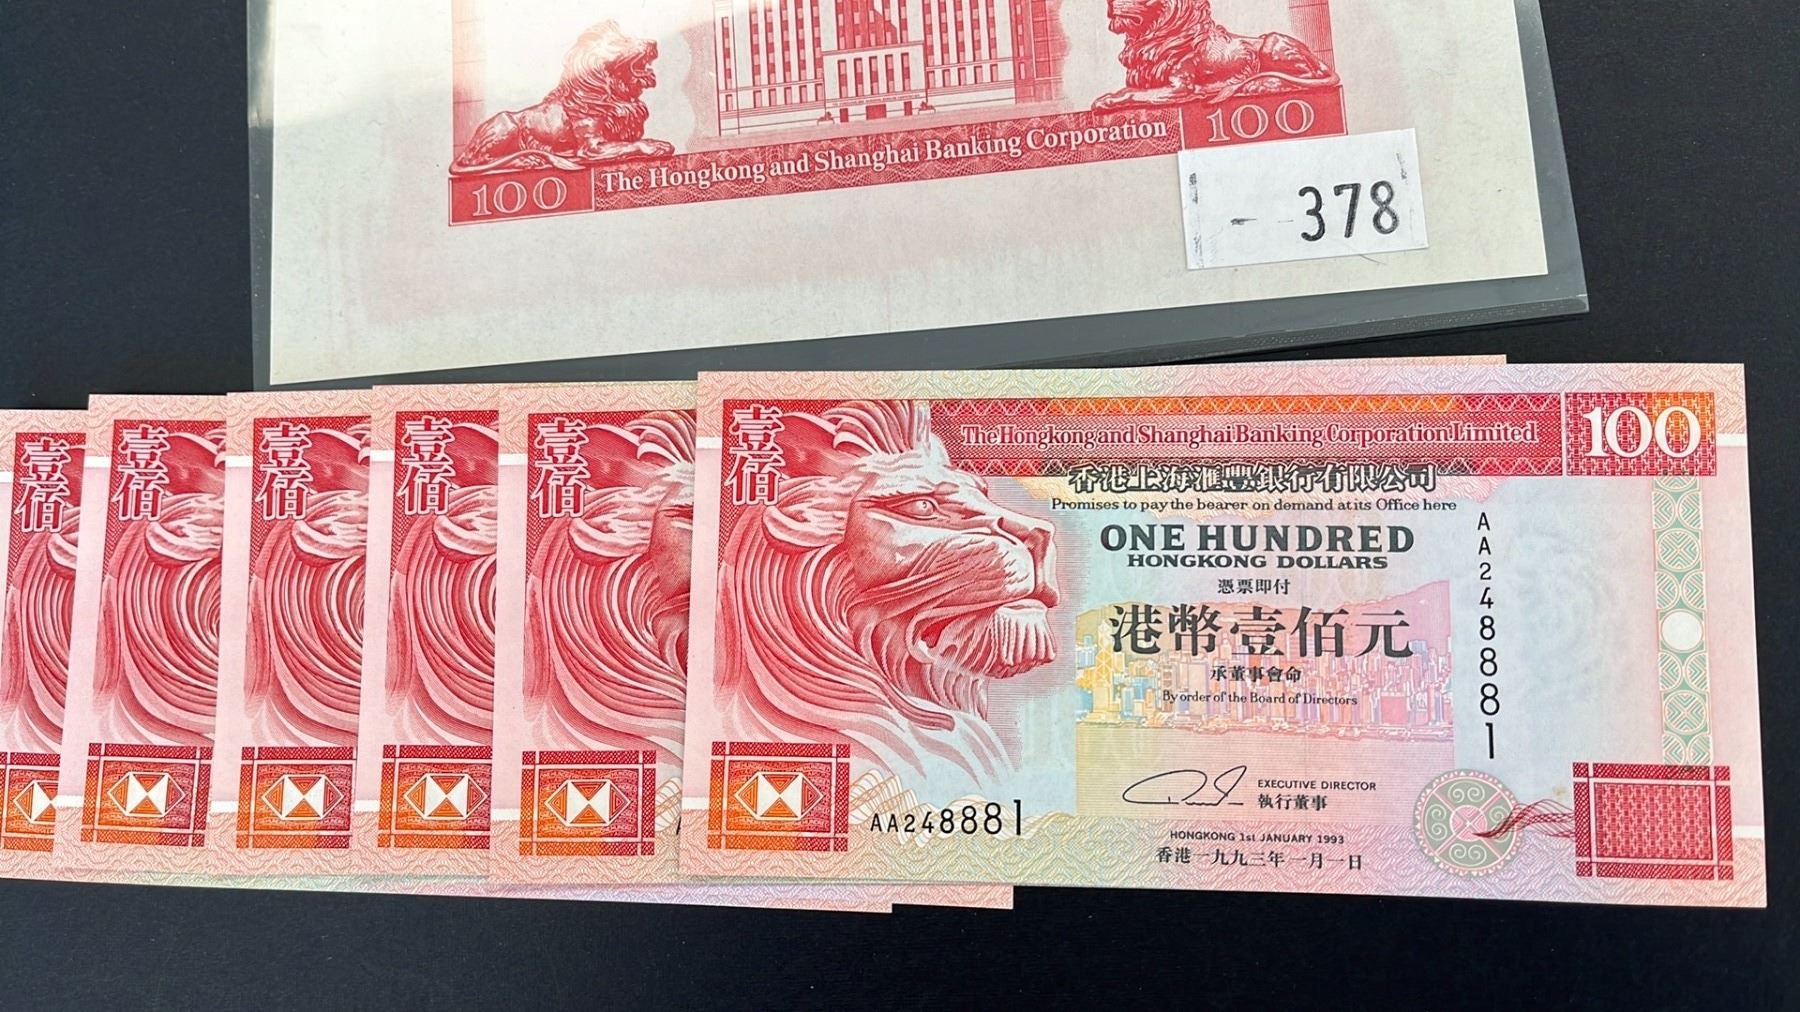 100 The Hongkong and Shanghai Banking Corporation 100
- 378
壹佰
壹佰
壹佰
壹佰
壹佰
壹佰
The Hongkong and Shanghai Banking Corporation Limited
100
香港上海滙豐銀行有限公司
Promises to pay the bearer on demand at its Office here
ONE HUNDRED
HONGKONG DOLLARS
憑票即付
港幣壹佰元
承董事會命
By order of the Board of Directors
AA248881
EXECUTIVE DIRECTOR
執行董事
AA248881
HONGKONG 1st JANUARY 1993
香港一九九三年一月一日